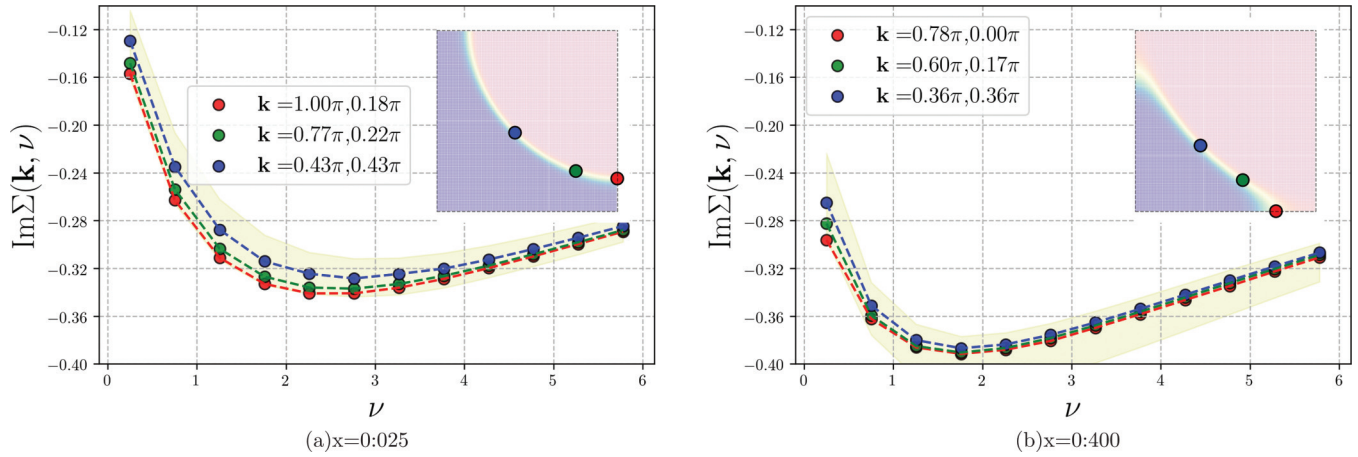 −0.12
−0.16
−0.20
−0.24
−0.28
−0.32
−0.36
−0.40
ImΣ(k, ν)
k =1.00π,0.18π
k =0.77π,0.22π
k =0.43π,0.43π
0 1 2 3 4 5 6
ν
(a)x=0:025
−0.12
−0.16
−0.20
−0.24
−0.28
−0.32
−0.36
−0.40
ImΣ(k, ν)
k =0.78π,0.00π
k =0.60π,0.17π
k =0.36π,0.36π
0 1 2 3 4 5 6
ν
(b)x=0:400